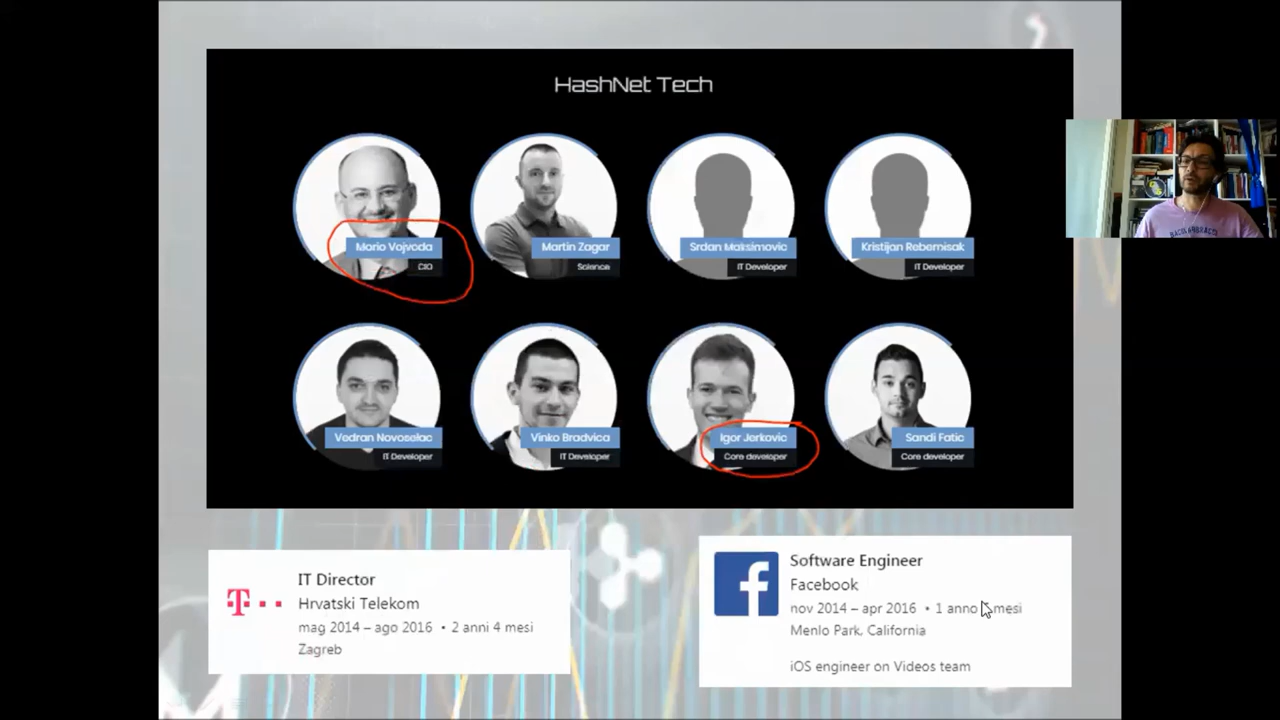 HashNet Tech
Mario Vojvoda
CIO
Martin Zagar
Science
Srdan Maksimovic
IT Developer
Kristijan Rebernisak
IT Developer
Vedran Novoselac
IT Developer
Vinko Bradvica
IT Developer
Igor Jerkovic
Core developer
Sandi Fatic
Core developer
T
IT Director
Hrvatski Telekom
mag 2014 – ago 2016 • 2 anni 4 mesi
Zagreb
f
Software Engineer
Facebook
nov 2014 – apr 2016 • 1 anno mesi
Menlo Park, California
iOS engineer on Videos team